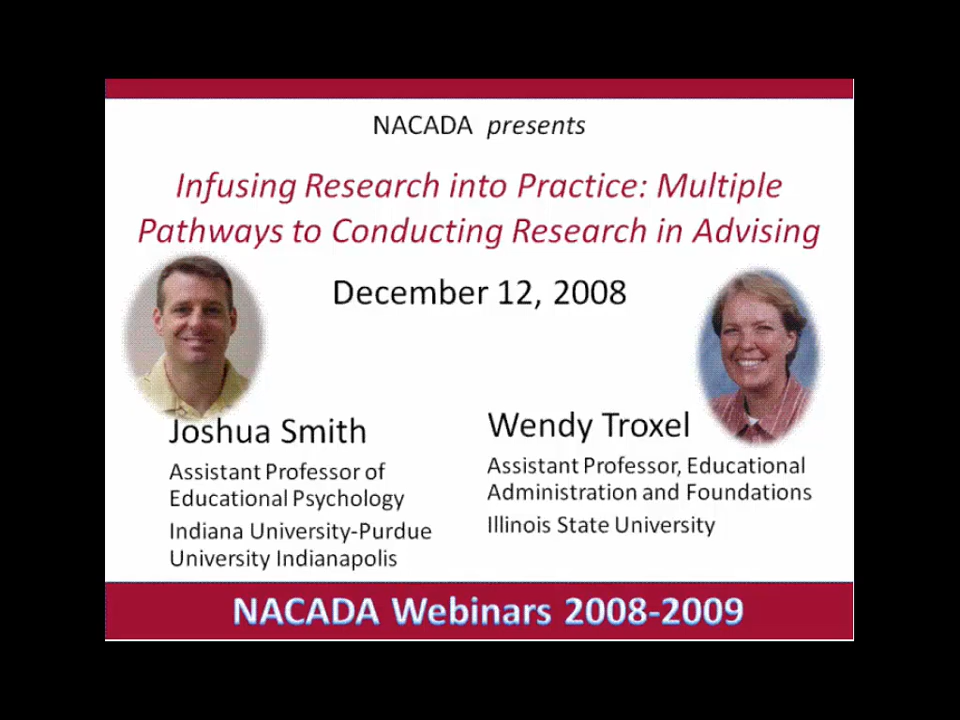 NACADA presents
Infusing Research into Practice: Multiple
Pathways to Conducting Research in Advising
December 12, 2008
Joshua Smith
Assistant Professor of
Educational Psychology
Indiana University-Purdue
University Indianapolis
Wendy Troxel
Assistant Professor, Educational
Administration and Foundations
Illinois State University
NACADA Webinars 2008-2009